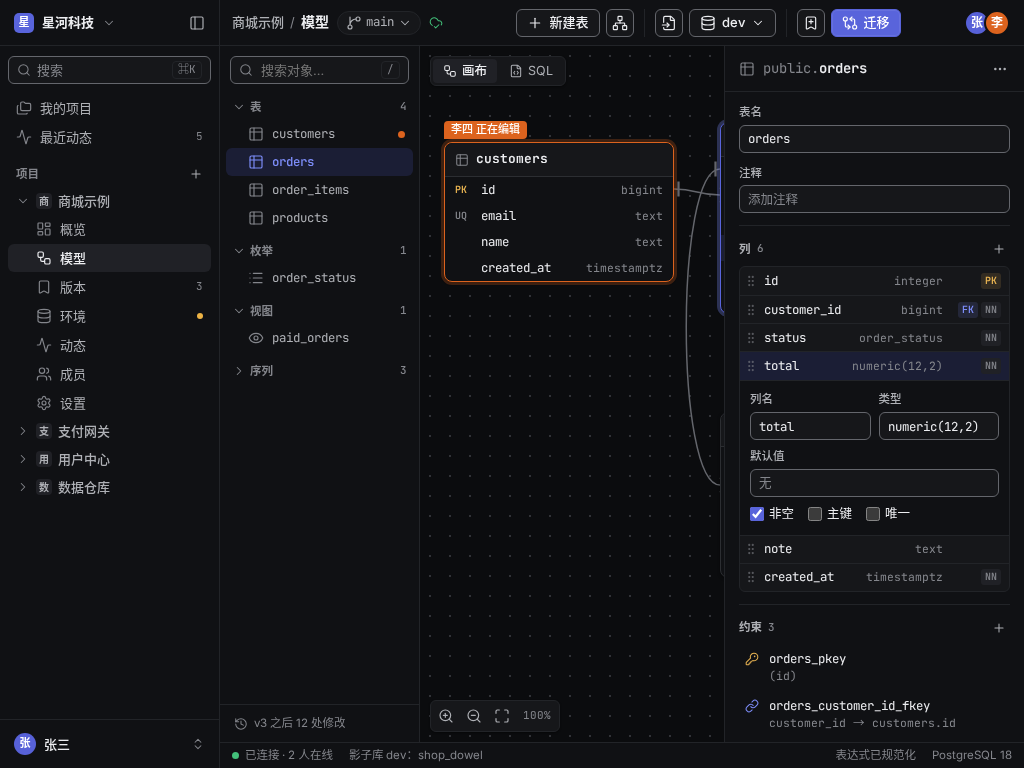 星 星河科技
商城示例 / 模型 main
新建表
dev
迁移
张 李
搜索 ⌘K
我的项目
最近动态 5
项目
商 商城示例
概览
模型
版本 3
环境
动态
成员
设置
支 支付网关
用 用户中心
数 数据仓库
张 张三
搜索对象... /
表 4
customers
orders
order_items
products
枚举 1
order_status
视图 1
paid_orders
序列 3
v3 之后 12 处修改
画布 SQL
李四 正在编辑
customers
PK id bigint
UQ email text
name text
created_at timestamptz
100%
public.orders
表名
orders
注释
添加注释
列 6
id integer PK
customer_id bigint FK NN
status order_status NN
total numeric(12,2) NN
列名 类型
total numeric(12,2)
默认值
无
非空 主键 唯一
note text
created_at timestamptz NN
约束 3
orders_pkey
(id)
orders_customer_id_fkey
customer_id → customers.id
已连接 · 2 人在线 影子库 dev：shop_dowel
表达式已规范化 PostgreSQL 18